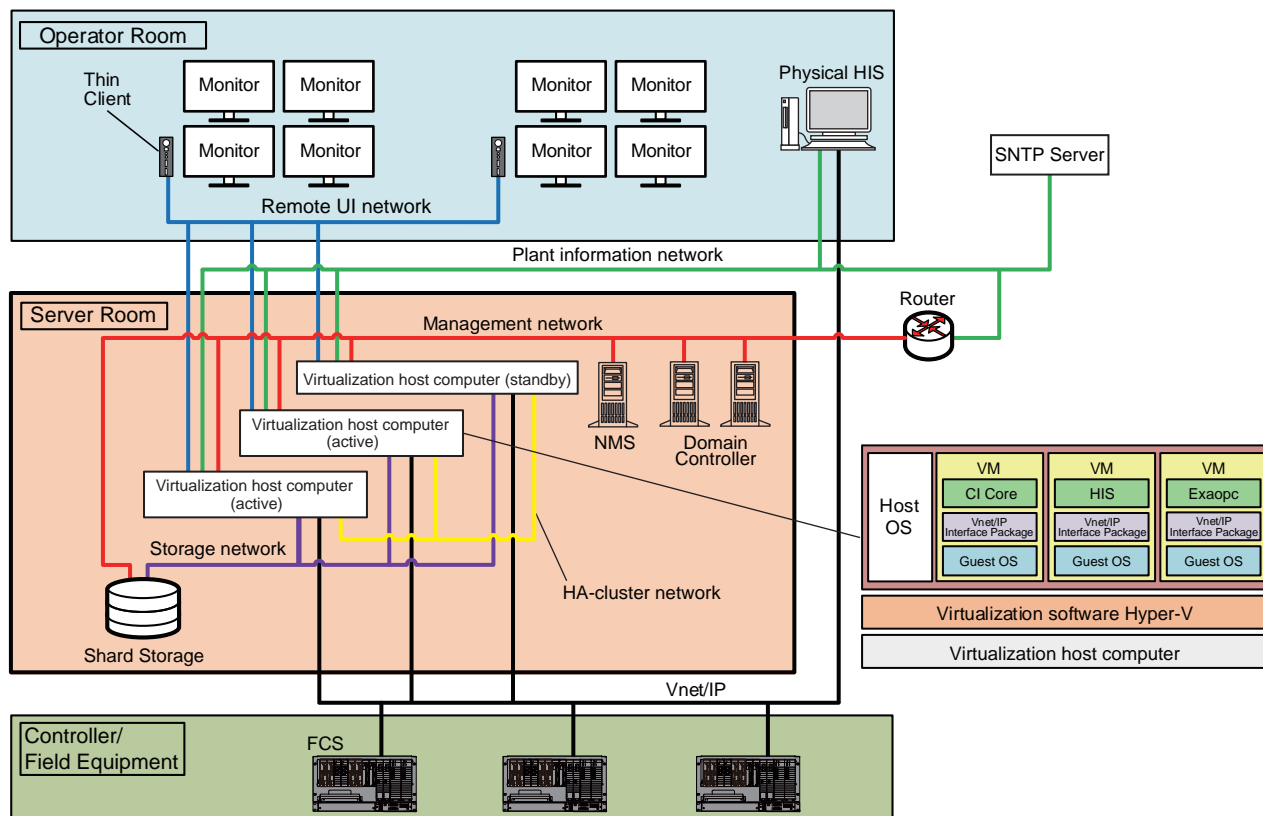 Operator Room
Thin
Client
Monitor
Monitor
Monitor
Monitor
Monitor
Monitor
Monitor
Monitor
Physical HIS
SNTP Server
Remote UI network
Plant information network
Server Room
Management network
Router
Virtualization host computer (standby)
Virtualization host computer
(active)
Virtualization host computer
(active)
NMS
Domain
Controller
Storage network
HA-cluster network
Shard Storage
Host
OS
VM
CI Core
Vnet/IP
Interface Package
Guest OS
VM
HIS
Vnet/IP
Interface Package
Guest OS
VM
Exaopc
Vnet/IP
Interface Package
Guest OS
Virtualization software Hyper-V
Virtualization host computer
Vnet/IP
Controller/
Field Equipment
FCS